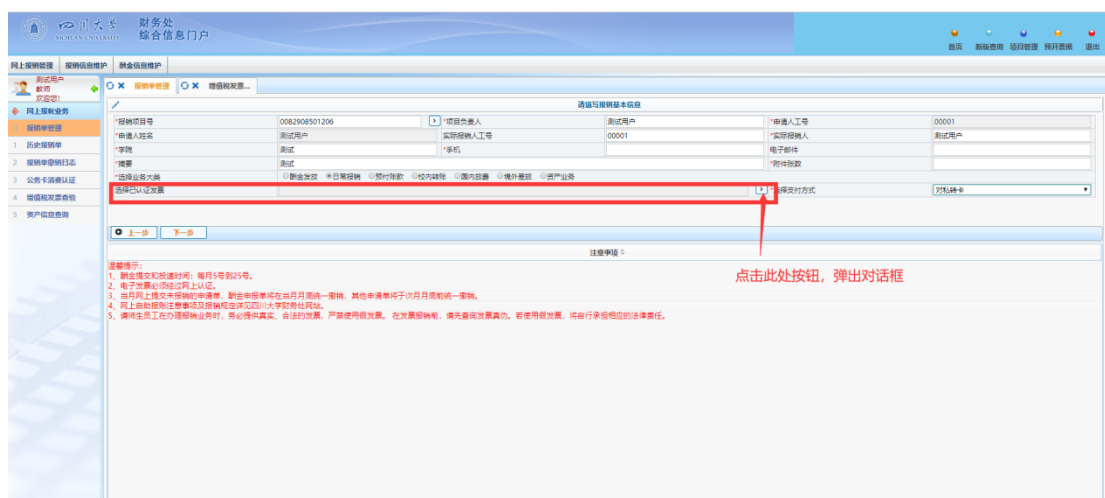 四川大学 财务处
SICHUAN UNIVERSITY 综合信息门户
首页 新版查询 项目管理 预开票据 退出
网上报销管理 报销信息维护 酬金信息维护
测试用户
教师
欢迎您!
报销单管理 增值税发票...
网上报帐业务
报销单管理
1 历史报销单
2 报销单撤销日志
3 公务卡消费认证
4 增值税发票查验
5 资产信息查询
请填写报销基本信息
*报销项目号 0082908501206 *项目负责人 测试用户 *申请人工号 00001
*申请人姓名 测试用户 实际报销人工号 00001 *实际报销人 测试用户
*学院 测试 *手机 电子邮件
*摘要 测试 *附件张数
*选择业务大类 酬金发放 日常报销 预付账款 校内转账 国内旅费 境外差旅 资产业务
选择已认证发票 *选择支付方式 对私转卡
上一步 下一步
注意事项
点击此处按钮，弹出对话框
温馨提示：
1、酬金提交和投递时间：每月5号到25号。
2、电子发票必须经过网上认证。
3、当月网上提交未报销的申请单，酬金申报单将在当月月底统一撤销，其他申请单将于次月月底前统一撤销。
4、网上自助报账注意事项及报销规定详见四川大学财务处网站。
5、请师生员工在办理报销业务时，务必提供真实、合法的发票，严禁使用假发票。 在发票报销前，请先查询发票真伪。若使用假发票，将自行承担相应的法律责任。